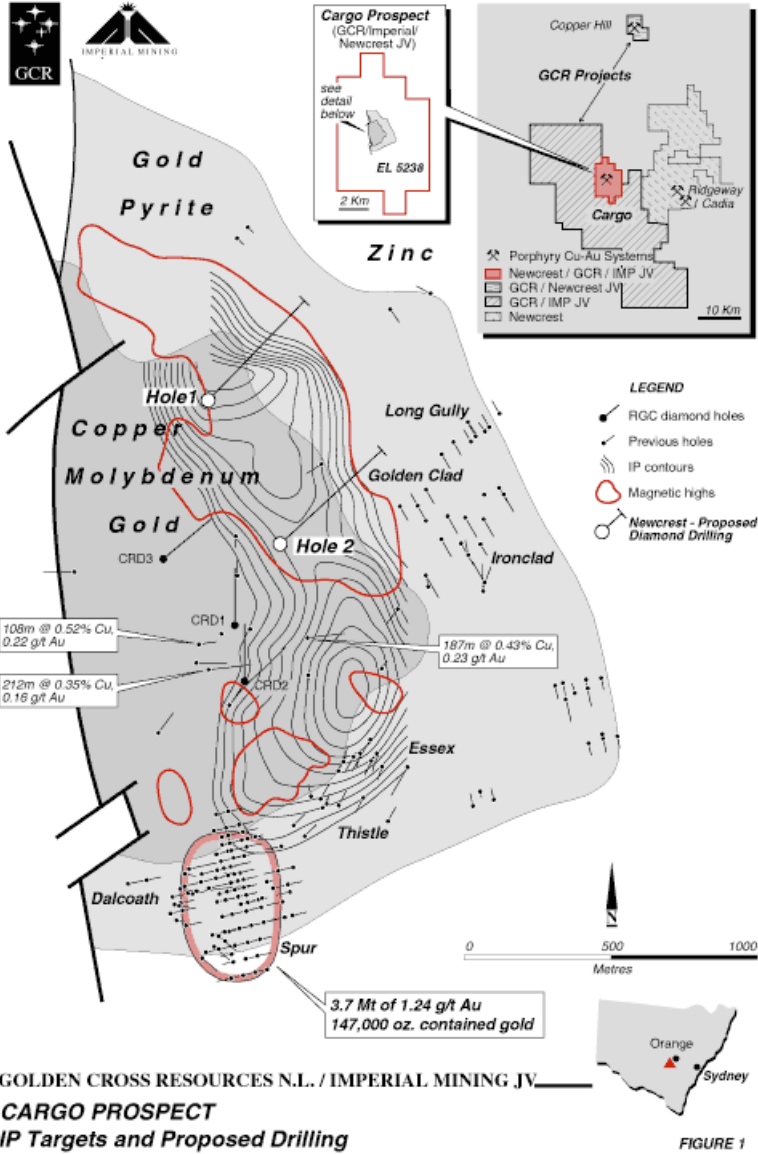 GCR
IMPERIAL MINING
Cargo Prospect
(GCR/Imperial/
Newcrest JV)
see
detail
below
EL 5238
2 Km
Copper Hill
GCR Projects
Ridgeway
/ Cadia
Cargo
Porphyry Cu-Au Systems
Newcrest / GCR / IMP JV
GCR / Newcrest JV
GCR / IMP JV
Newcrest
10 Km
Gold
Pyrite
Zinc
Hole1
Copper
Molybdenum
Gold
Long Gully
Golden Clad
Hole 2
Ironclad
CRD3
CRD1
CRD2
108m @ 0.52% Cu,
0.22 g/t Au
212m @ 0.35% Cu,
0.16 g/t Au
187m @ 0.43% Cu,
0.23 g/t Au
LEGEND
RGC diamond holes
Previous holes
IP contours
Magnetic highs
Newcrest - Proposed
Diamond Drilling
Essex
Thistle
Dalcoath
Spur
N
0 500 1000
Metres
3.7 Mt of 1.24 g/t Au
147,000 oz. contained gold
Orange
Sydney
GOLDEN CROSS RESOURCES N.L. / IMPERIAL MINING JV
CARGO PROSPECT
IP Targets and Proposed Drilling
FIGURE 1